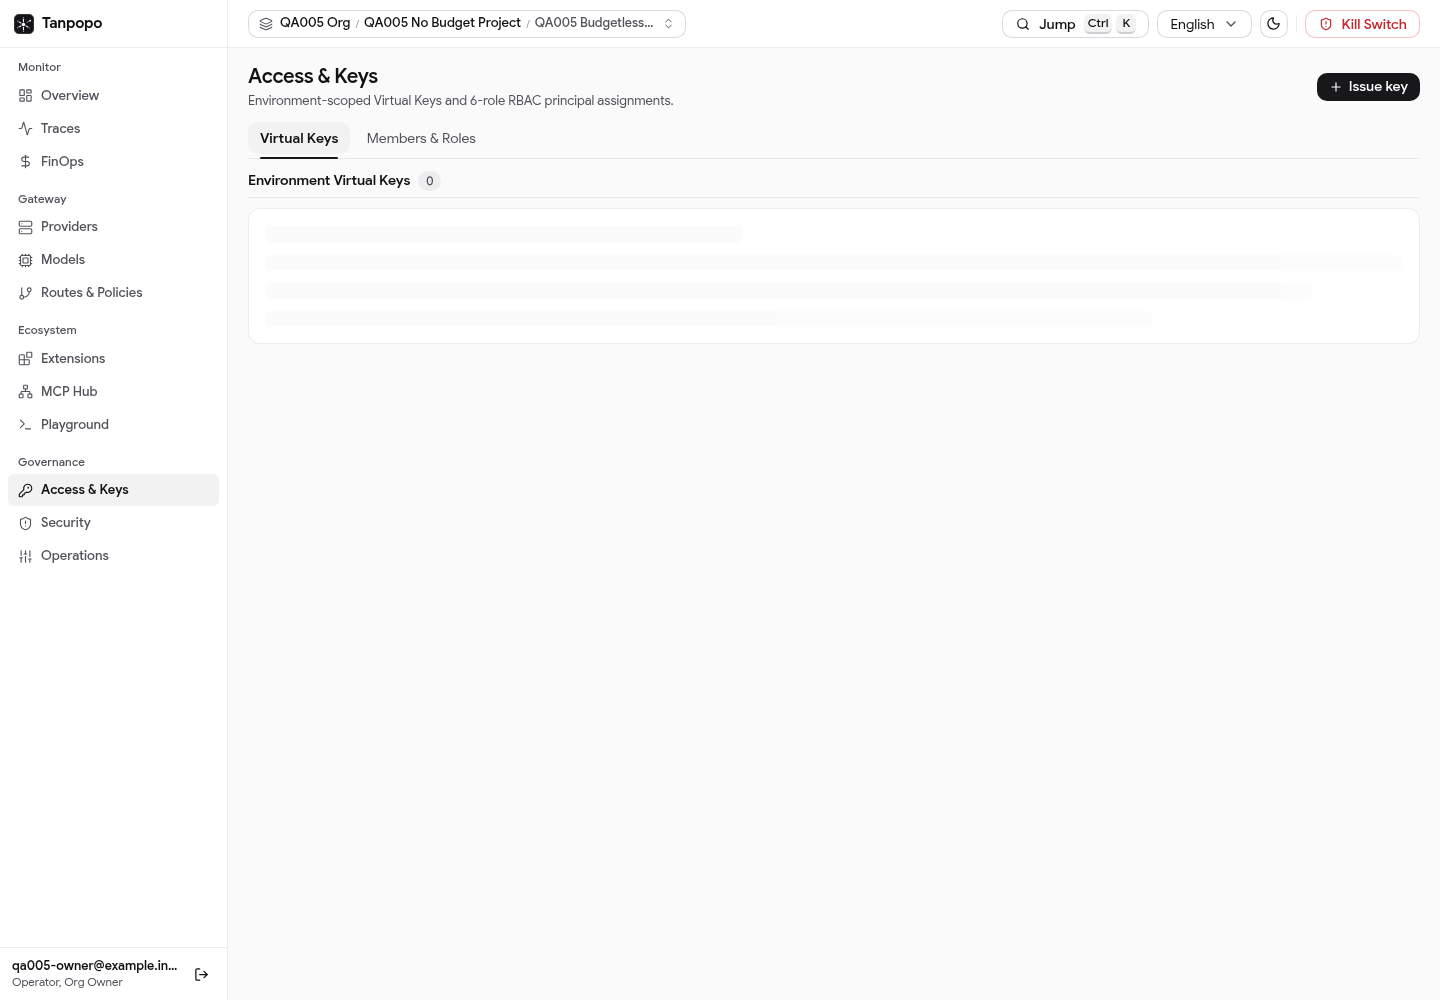 Tanpopo
QA005 Org / QA005 No Budget Project / QA005 Budgetless...
Jump Ctrl K
English
Kill Switch
Monitor
Overview
Traces
FinOps
Gateway
Providers
Models
Routes & Policies
Ecosystem
Extensions
MCP Hub
Playground
Governance
Access & Keys
Security
Operations
qa005-owner@example.in...
Operator, Org Owner
Access & Keys
Environment-scoped Virtual Keys and 6-role RBAC principal assignments.
Issue key
Virtual Keys
Members & Roles
Environment Virtual Keys 0